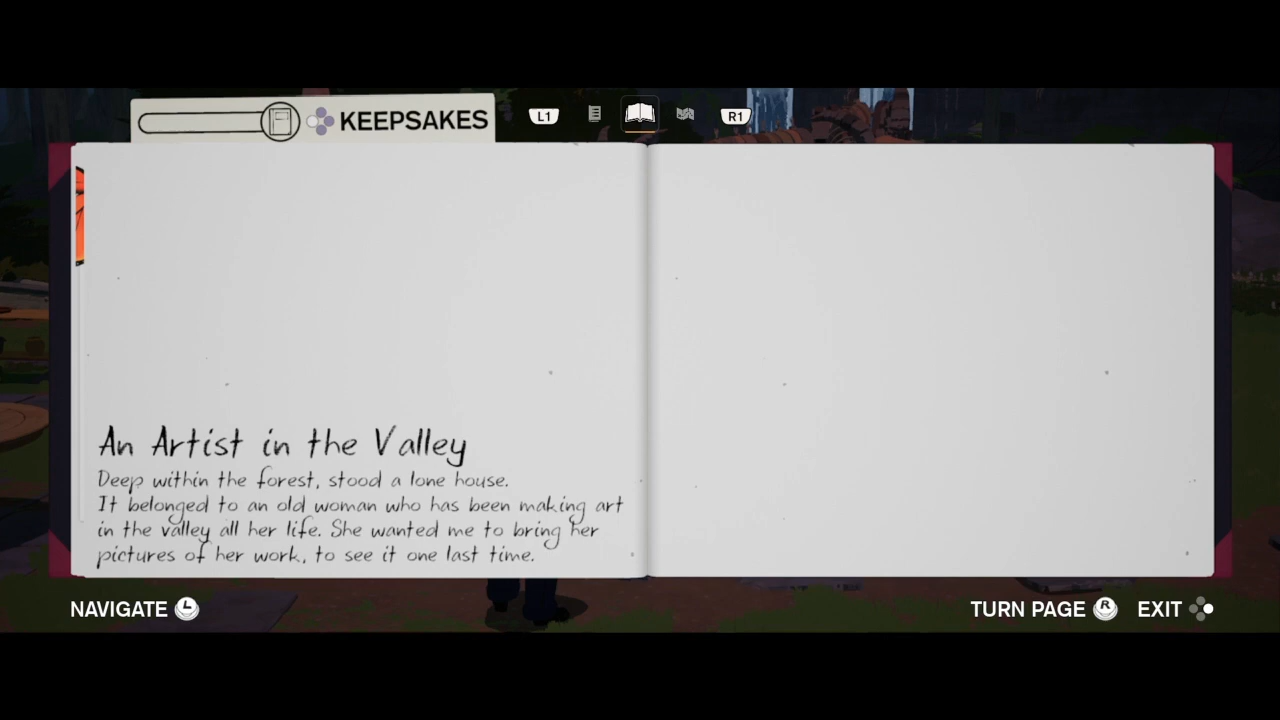 KEEPSAKES
L1
R1
An Artist in the Valley
Deep within the forest, stood a lone house.
It belonged to an old woman who has been making art
in the valley all her life. She wanted me to bring her
pictures of her work, to see it one last time.
NAVIGATE L
TURN PAGE R
EXIT